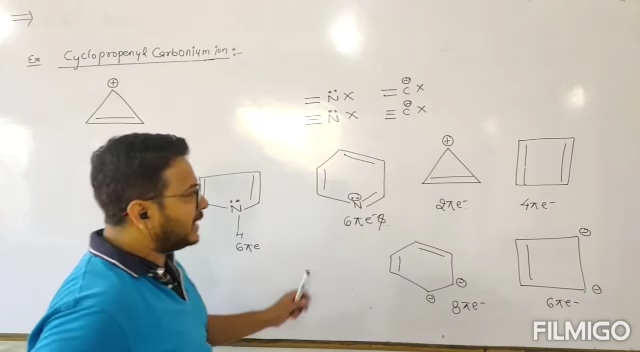 ⇒
Ex Cyclopropenyl Carbonium ion :-
⊕
= N̈ X
= C̈ X
⊖
≡ N̈ X
≡ C̈ X
⊖
N̈
6πe
N
6πe⁻
⊕
2πe⁻
4πe⁻
⊖
⊖
8πe⁻
⊖
⊖
6πe⁻
FILMIGO